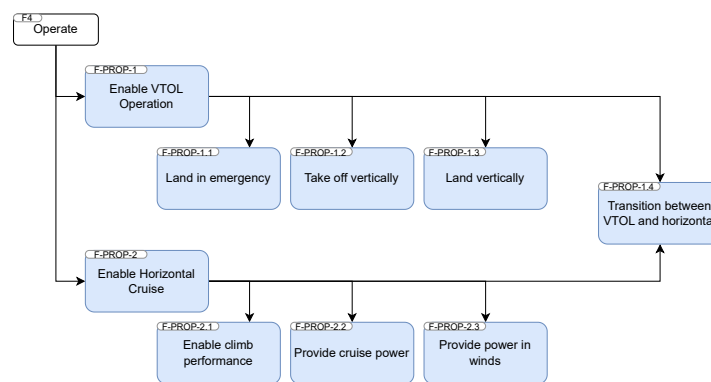 F4
Operate
F-PROP-1
Enable VTOL
Operation
F-PROP-1.1
Land in emergency
F-PROP-1.2
Take off vertically
F-PROP-1.3
Land vertically
F-PROP-1.4
Transition between
VTOL and horizonta
F-PROP-2
Enable Horizontal
Cruise
F-PROP-2.1
Enable climb
performance
F-PROP-2.2
Provide cruise power
F-PROP-2.3
Provide power in
winds